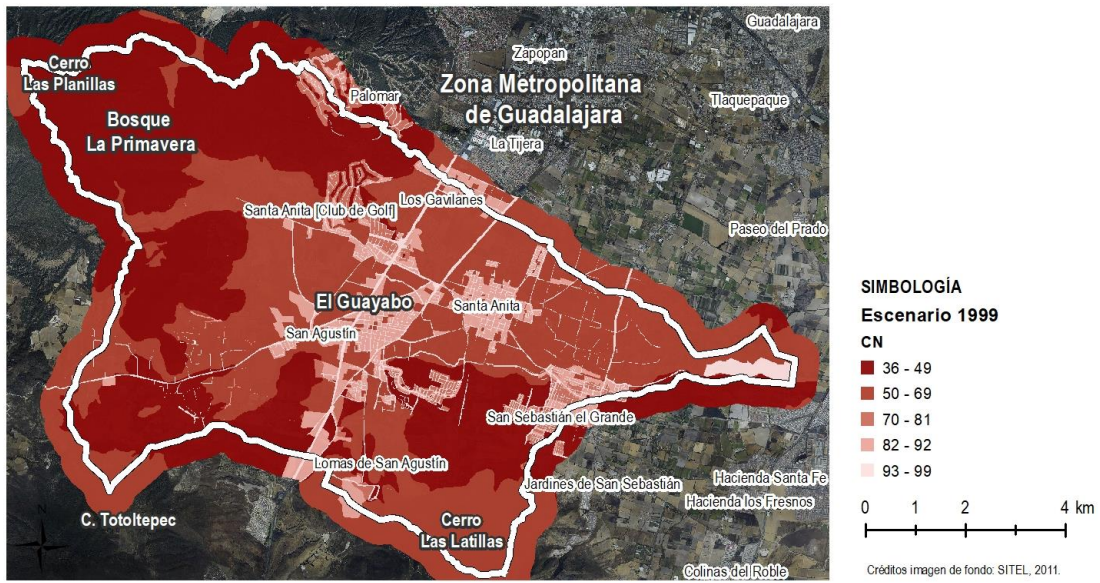 Guadalajara
Zapopan
Cerro
Las Planillas
Zona Metropolitana
de Guadalajara
Palomar
Tlaquepaque
Bosque
La Primavera
La Tijera
Los Gavilanes
Santa Anita [Club de Golf]
Paseo del Prado
El Guayabo
Santa Anita
San Agustín
San Sebastián el Grande
Lomas de San Agustín
Jardines de San Sebastián
Hacienda Santa Fe
Hacienda los Fresnos
C. Totoltepec
Cerro
Las Latillas
Colinas del Roble
N
SIMBOLOGÍA
Escenario 1999
CN
36 - 49
50 - 69
70 - 81
82 - 92
93 - 99
0 1 2 4 km
Créditos imagen de fondo: SITEL, 2011.